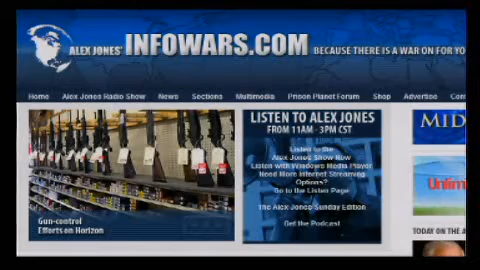 ALEX JONES' INFOWARS.COM BECAUSE THERE IS A WAR ON FOR YO
Home Alex Jones Radio Show News Sections Multimedia Prison Planet Forum Shop Advertise Con
LISTEN TO ALEX JONES
FROM 11AM - 3PM CST
Listen to the
Alex Jones Show Now
Listen with Windows Media Player
Need More Internet Streaming
Options?
Go to the Listen Page
The Alex Jones Sunday Edition
Get the Podcast
Gun-control
Efforts on Horizon
MID
Unlim
TODAY ON THE A